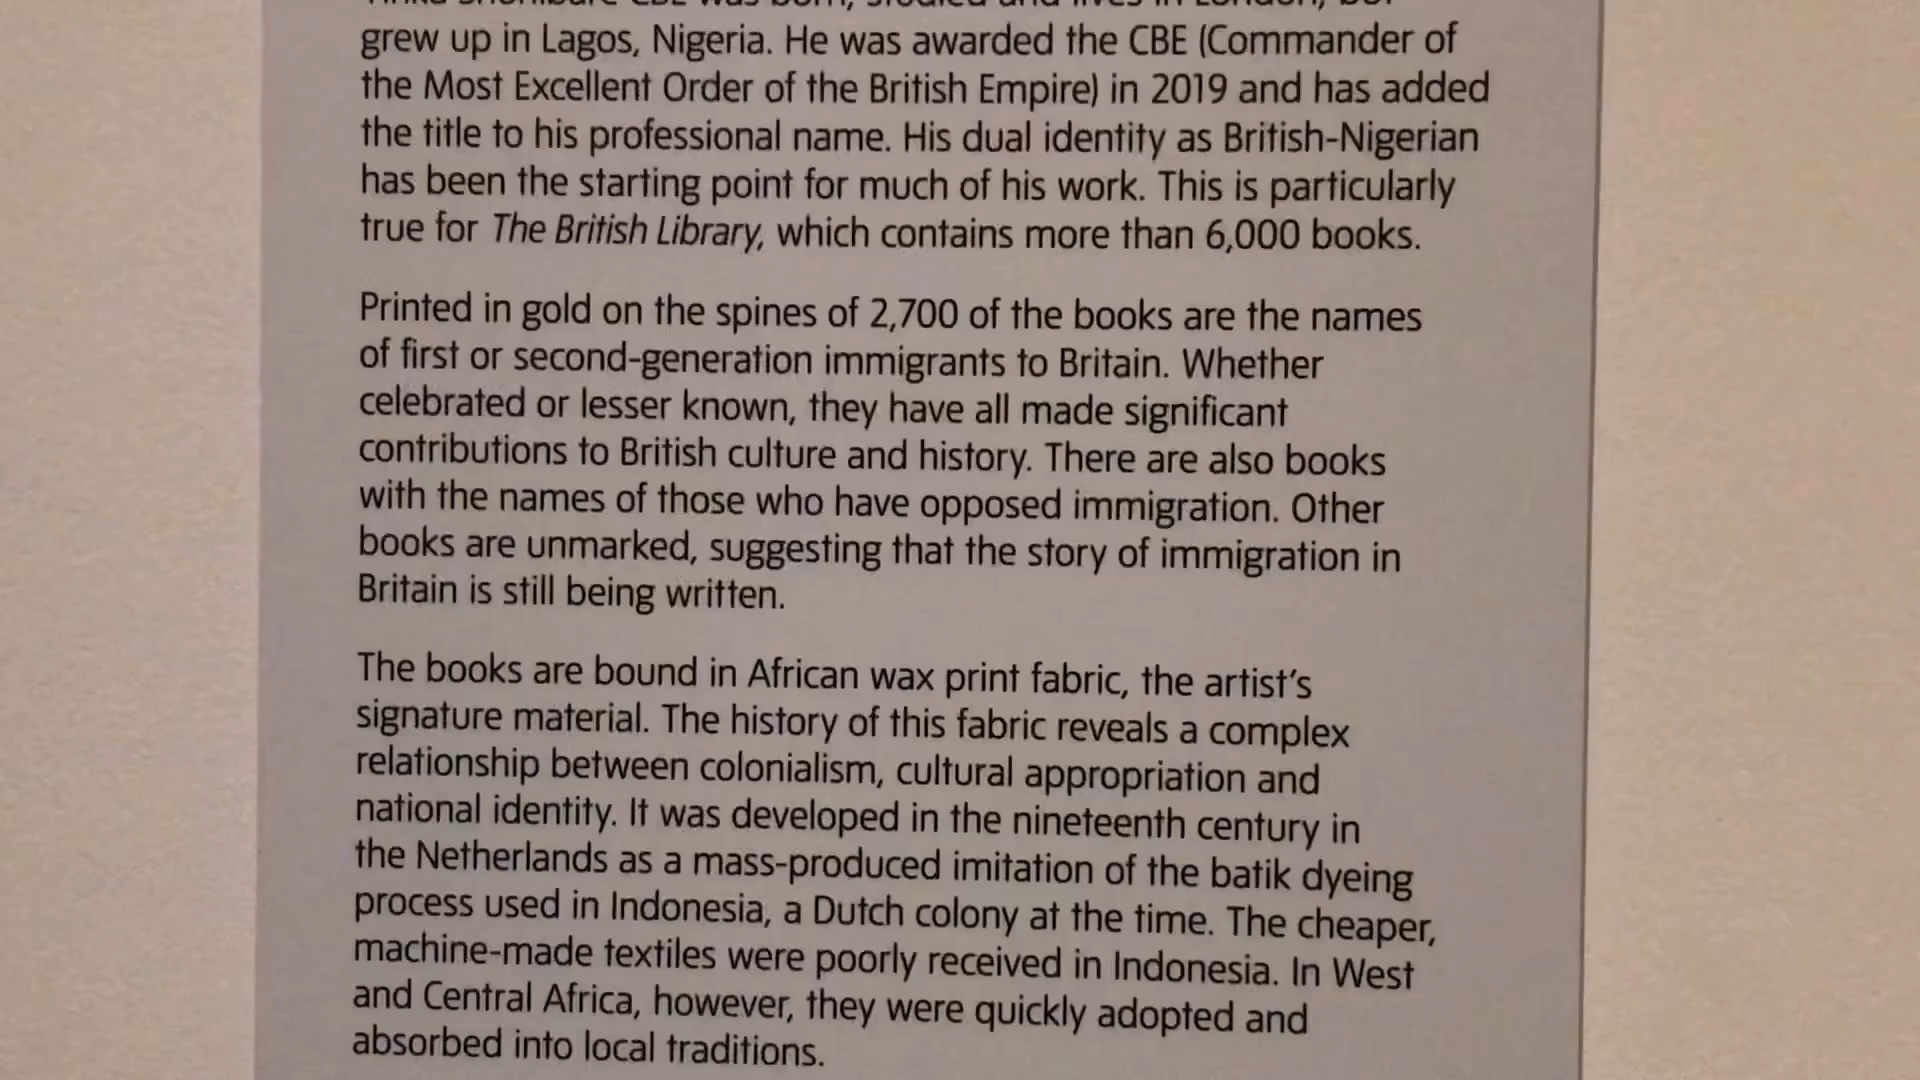 Yinka Shonibare CBE was born, studied and lives in London, but
grew up in Lagos, Nigeria. He was awarded the CBE (Commander of
the Most Excellent Order of the British Empire) in 2019 and has added
the title to his professional name. His dual identity as British-Nigerian
has been the starting point for much of his work. This is particularly
true for The British Library, which contains more than 6,000 books.
Printed in gold on the spines of 2,700 of the books are the names
of first or second-generation immigrants to Britain. Whether
celebrated or lesser known, they have all made significant
contributions to British culture and history. There are also books
with the names of those who have opposed immigration. Other
books are unmarked, suggesting that the story of immigration in
Britain is still being written.
The books are bound in African wax print fabric, the artist's
signature material. The history of this fabric reveals a complex
relationship between colonialism, cultural appropriation and
national identity. It was developed in the nineteenth century in
the Netherlands as a mass-produced imitation of the batik dyeing
process used in Indonesia, a Dutch colony at the time. The cheaper,
machine-made textiles were poorly received in Indonesia. In West
and Central Africa, however, they were quickly adopted and
absorbed into local traditions.